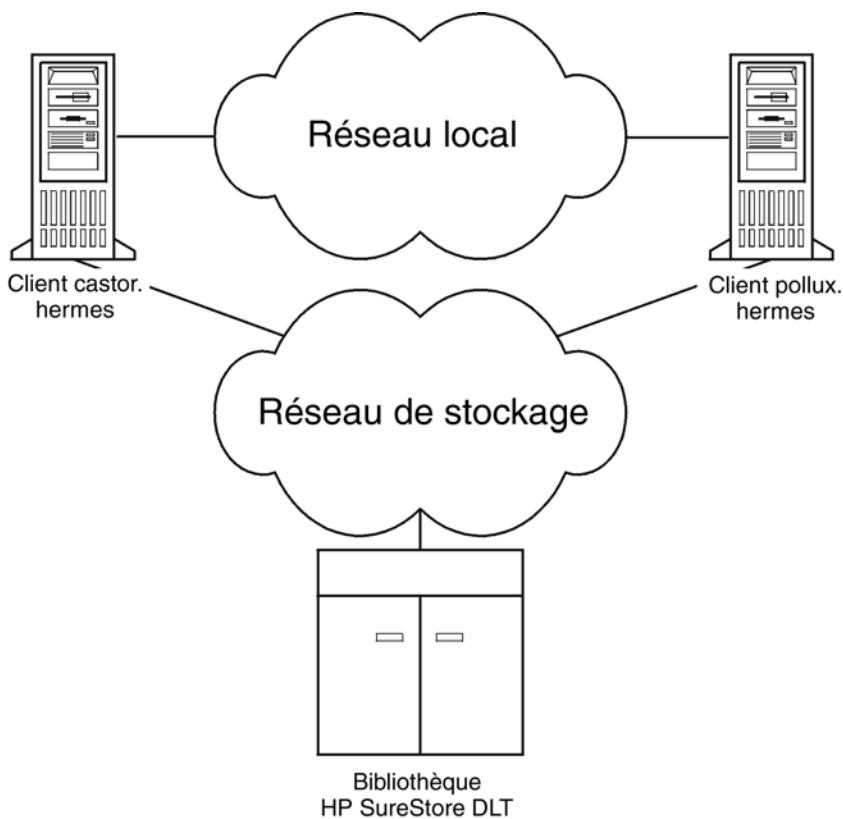 Réseau local
Client castor.
hermes
Client pollux.
hermes
Réseau de stockage
Bibliothèque
HP SureStore DLT